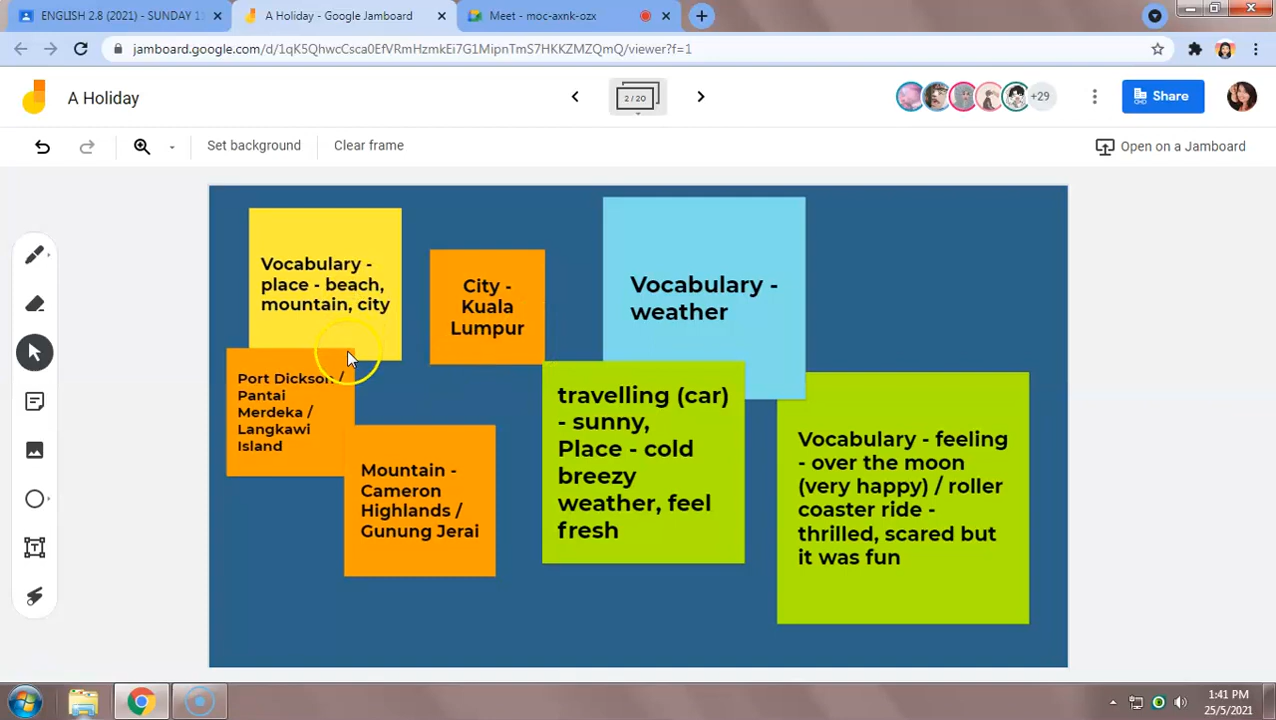 ENGLISH 2.8 (2021) - SUNDAY 1
A Holiday - Google Jamboard
Meet - moc-axnk-ozx
jamboard.google.com/d/1qK5QhwcCsca0EfVRmHzmkEi7G1MipnTmS7HKKZMZQmQ/viewer?f=1
A Holiday
2 / 20
+29
Share
Set background
Clear frame
Open on a Jamboard
Vocabulary -
place - beach,
mountain, city
City -
Kuala
Lumpur
Vocabulary -
weather
Port Dickson /
Pantai
Merdeka /
Langkawi
Island
Mountain -
Cameron
Highlands /
Gunung Jerai
travelling (car)
- sunny,
Place - cold
breezy
weather, feel
fresh
Vocabulary - feeling
- over the moon
(very happy) / roller
coaster ride -
thrilled, scared but
it was fun
1:41 PM
25/5/2021